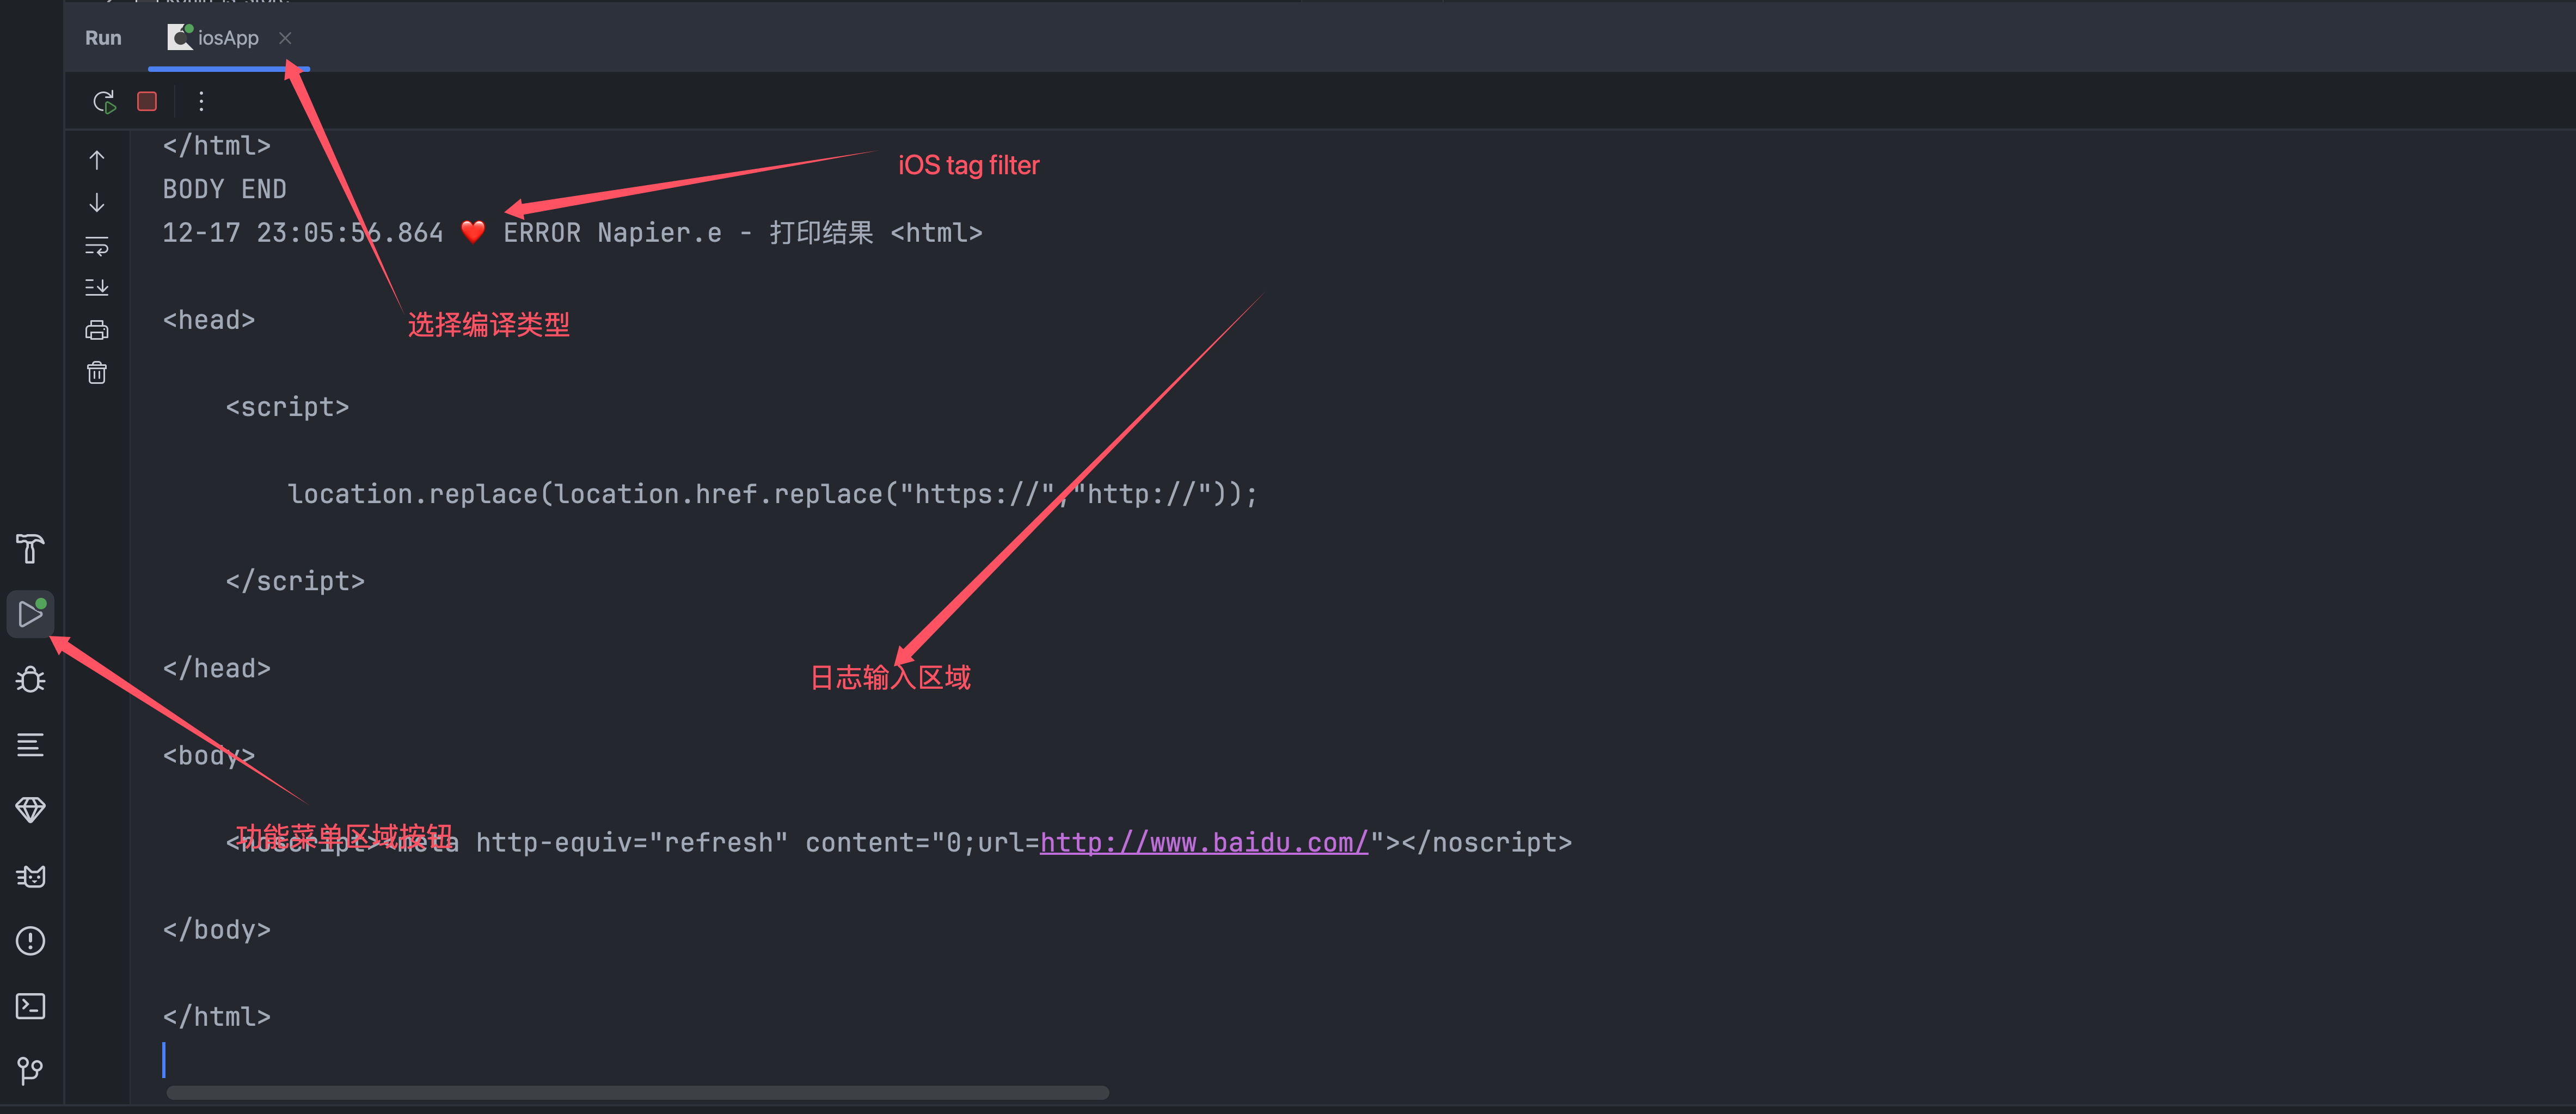 Run iosApp
</html>
BODY END
iOS tag filter
12-17 23:05:56.864 ❤️ ERROR Napier.e - 打印结果 <html>
<head>
选择编译类型
<script>
location.replace(location.href.replace("https://","http://"));
</script>
</head>
日志输入区域
<body>
功能菜单区域按钮
<noscript><meta http-equiv="refresh" content="0;url=http://www.baidu.com/"></noscript>
</body>
</html>